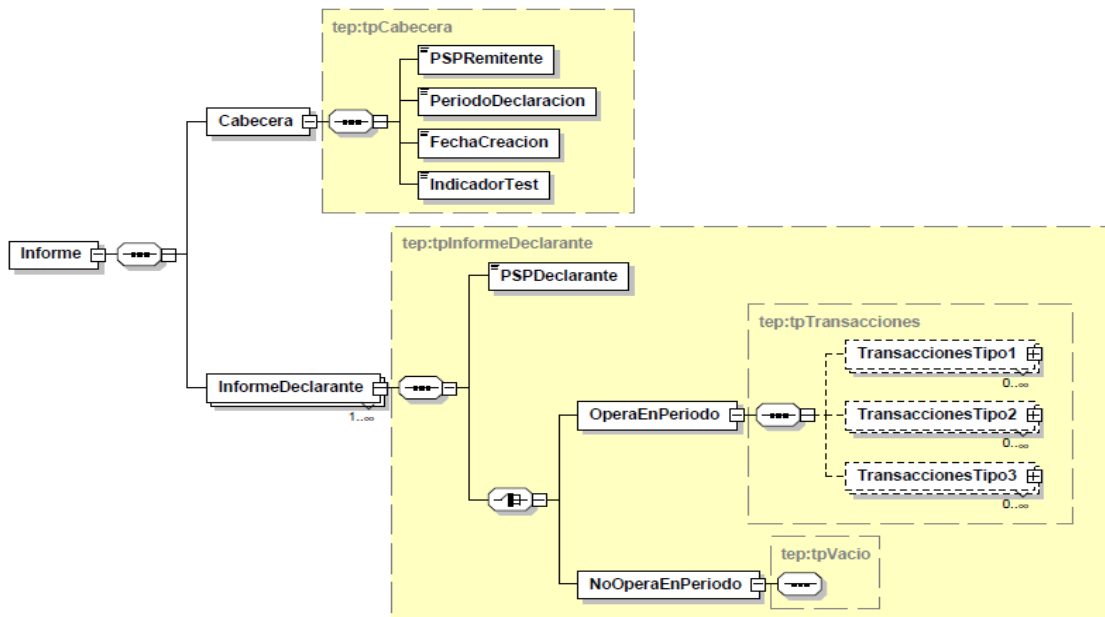 tep:tpCabecera
PSPRemitente
PeriodoDeclaracion
Cabecera
FechaCreacion
IndicadorTest
Informe
tep:tpInformeDeclarante
PSPDeclarante
tep:tpTransacciones
TransaccionesTipo1
0..∞
InformeDeclarante
1..∞
OperaEnPeriodo
TransaccionesTipo2
0..∞
TransaccionesTipo3
0..∞
tep:tpVacio
NoOperaEnPeriodo